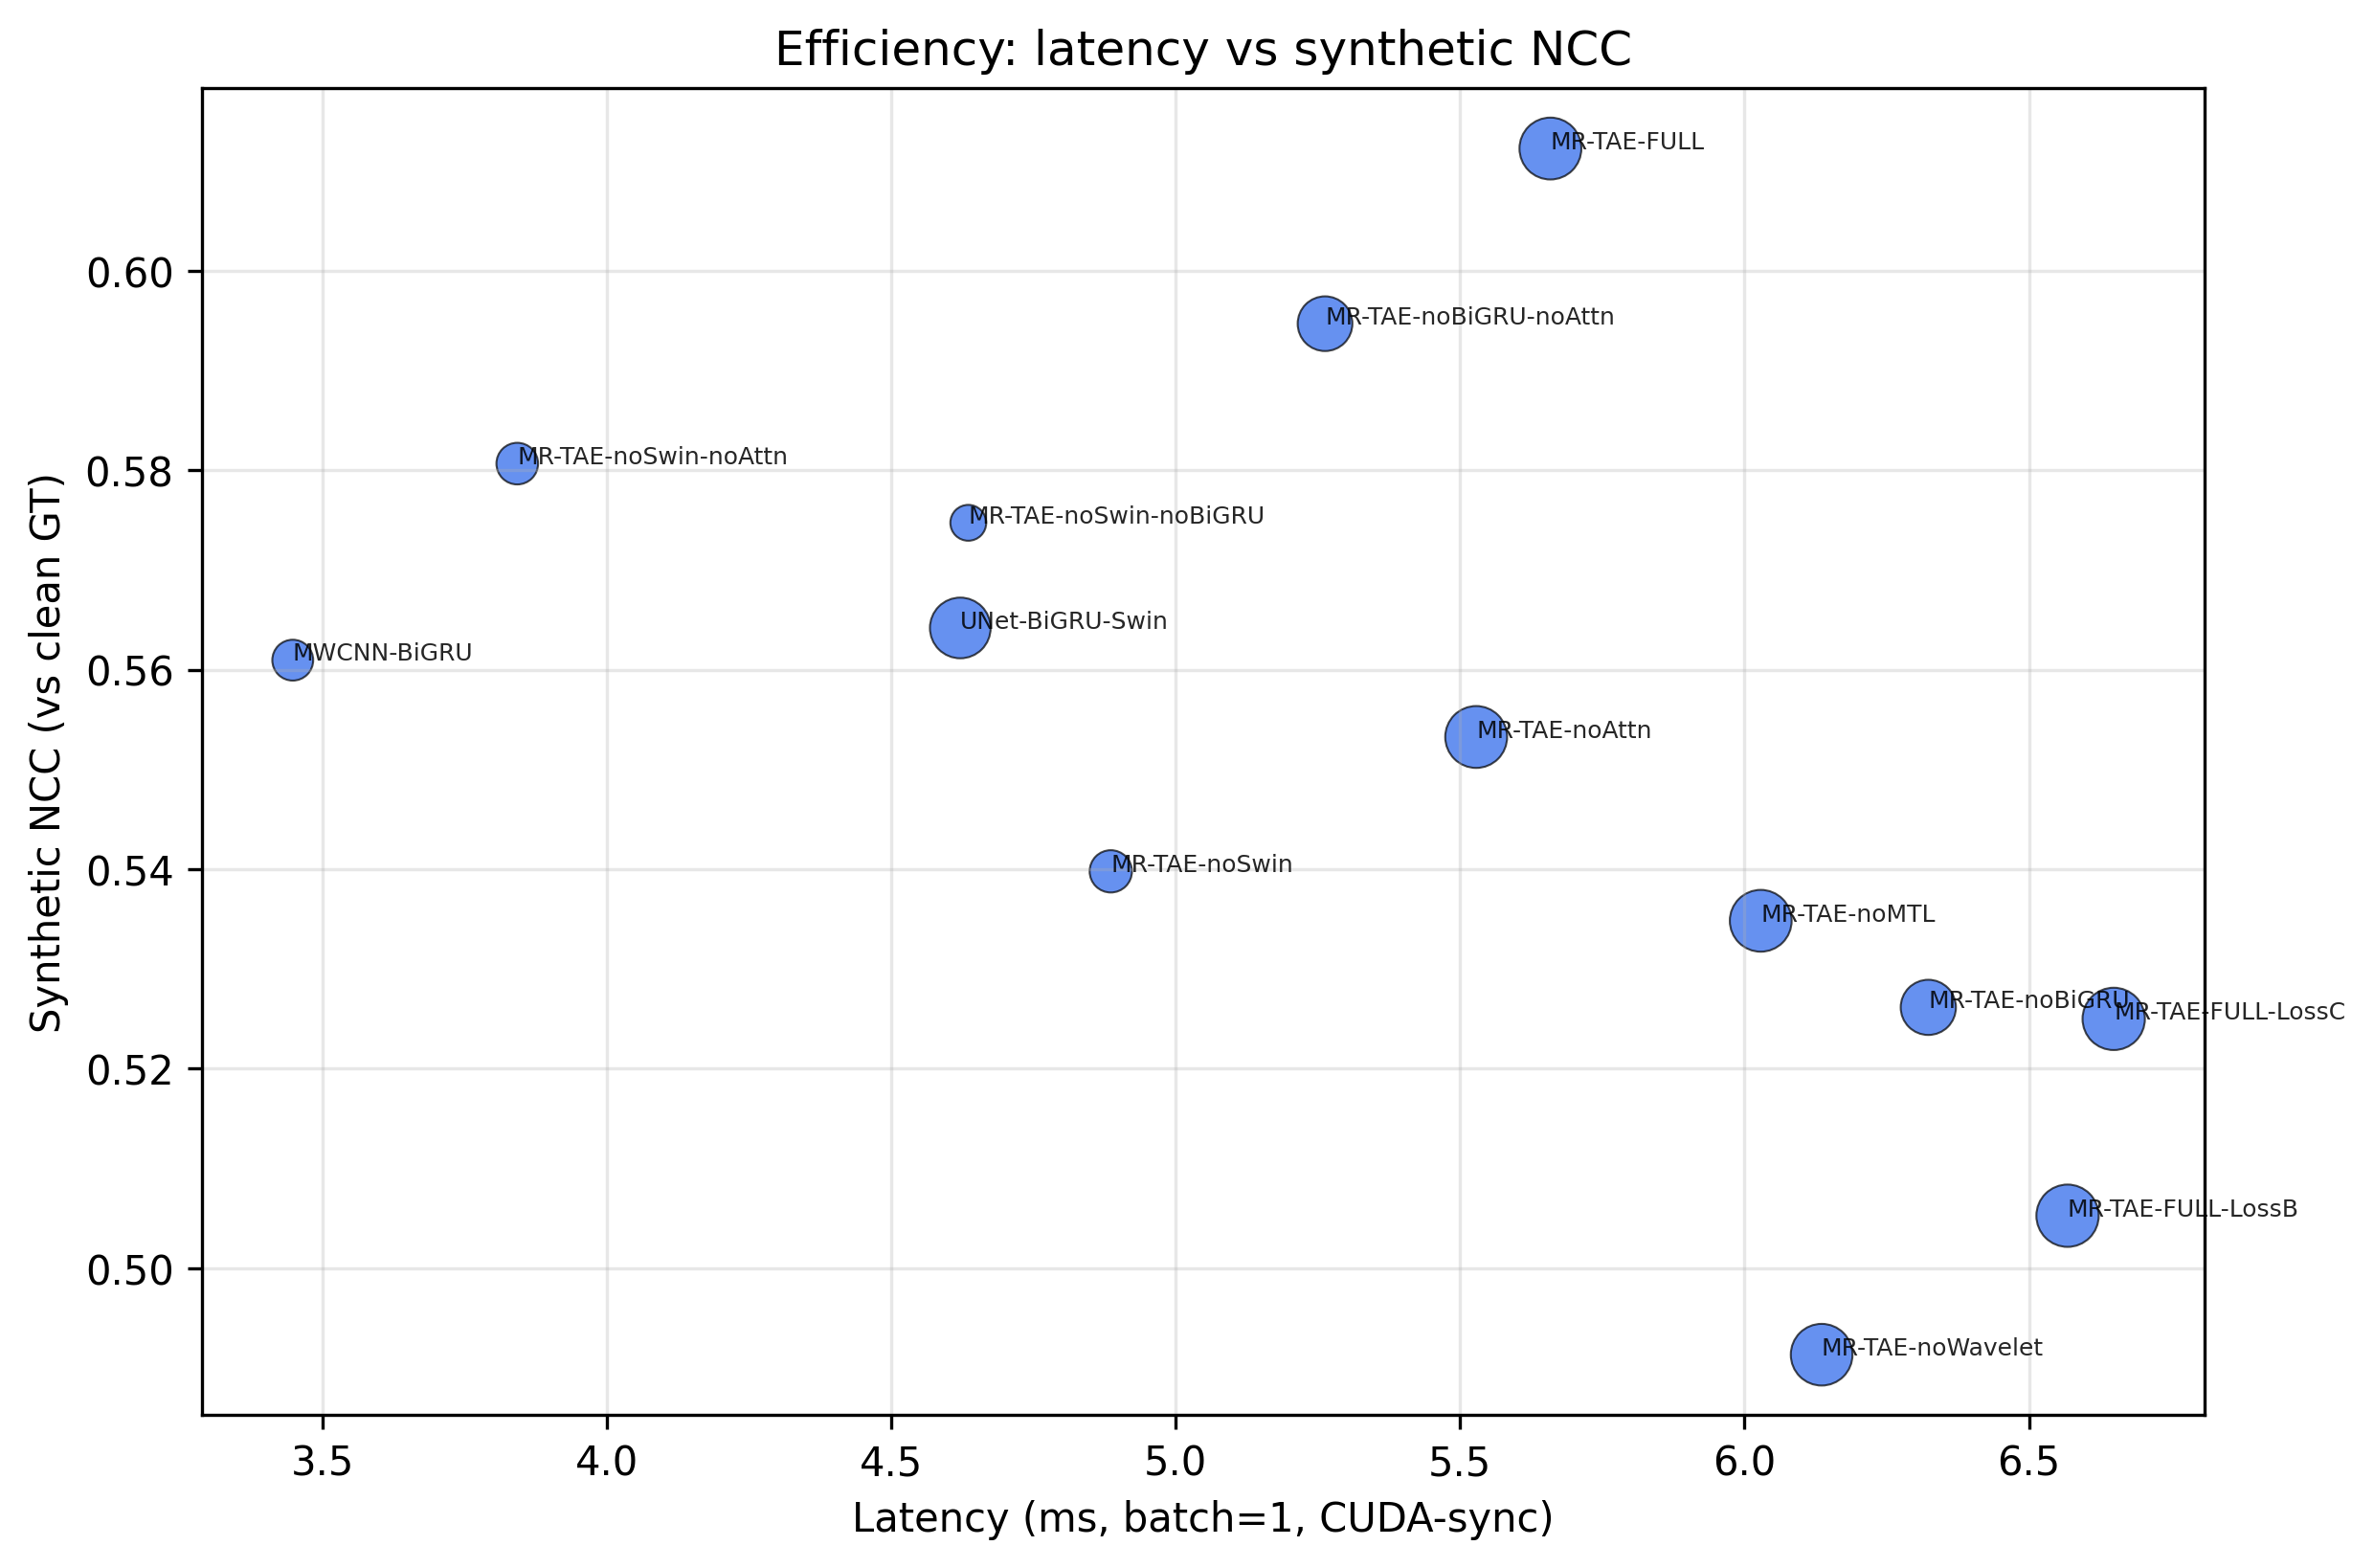 Efficiency: latency vs synthetic NCC
Synthetic NCC (vs clean GT)
0.60
0.58
0.56
0.54
0.52
0.50
MR-TAE-FULL
MR-TAE-noBiGRU-noAttn
MR-TAE-noSwin-noAttn
MR-TAE-noSwin-noBiGRU
UNet-BiGRU-Swin
MWCNN-BiGRU
MR-TAE-noAttn
MR-TAE-noSwin
MR-TAE-noMTL
MR-TAE-noBiGRU
MR-TAE-FULL-LossC
MR-TAE-FULL-LossB
MR-TAE-noWavelet
3.5 4.0 4.5 5.0 5.5 6.0 6.5
Latency (ms, batch=1, CUDA-sync)